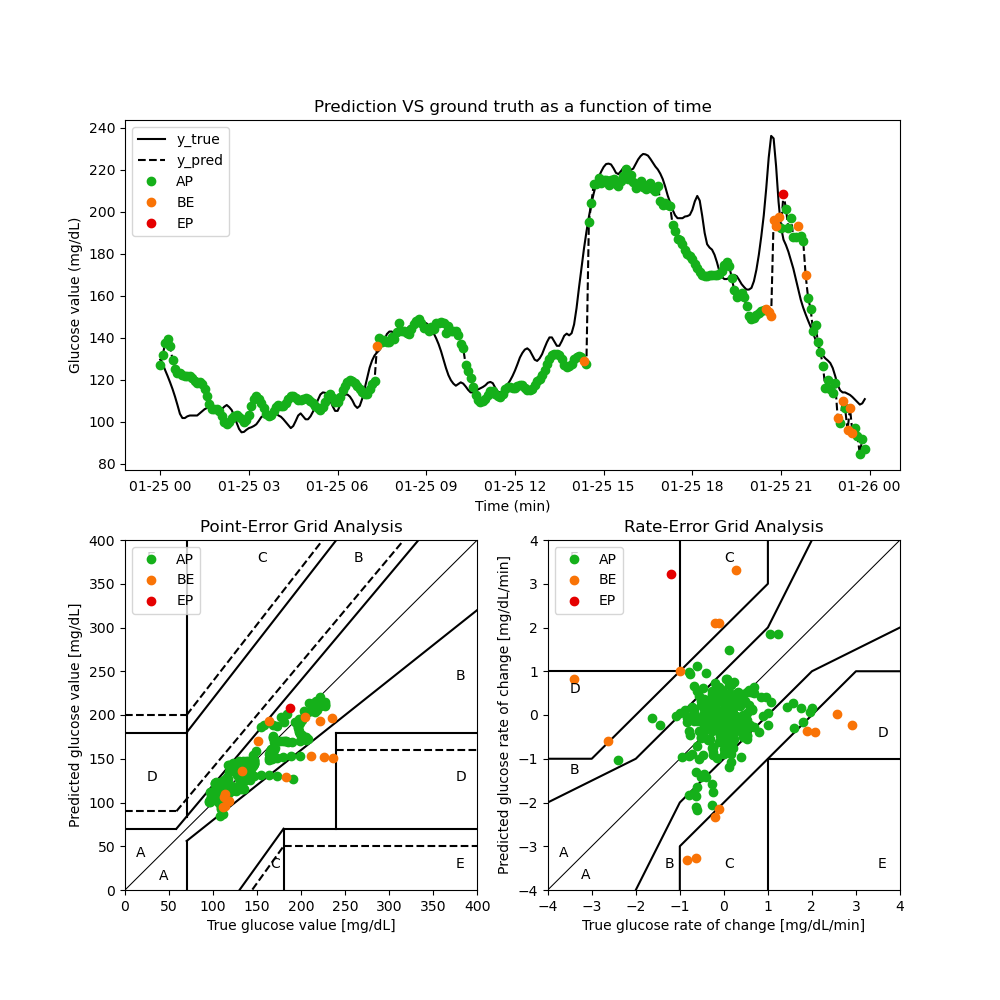 Prediction VS ground truth as a function of time
Glucose value (mg/dL)
240
220
200
180
160
140
120
100
80
y_true
y_pred
AP
BE
EP
01-25 00 01-25 03 01-25 06 01-25 09 01-25 12 01-25 15 01-25 18 01-25 21 01-26 00
Time (min)
Point-Error Grid Analysis
Predicted glucose value [mg/dL]
400
350
300
250
200
150
100
50
0
AP
BE
EP
C B
B
D D
A
A C E
0 50 100 150 200 250 300 350 400
True glucose value [mg/dL]
Rate-Error Grid Analysis
Predicted glucose rate of change [mg/dL/min]
4
3
2
1
0
−1
−2
−3
−4
AP
BE
EP
C
D
D
B
A
A B C E
−4 −3 −2 −1 0 1 2 3 4
True glucose rate of change [mg/dL/min]